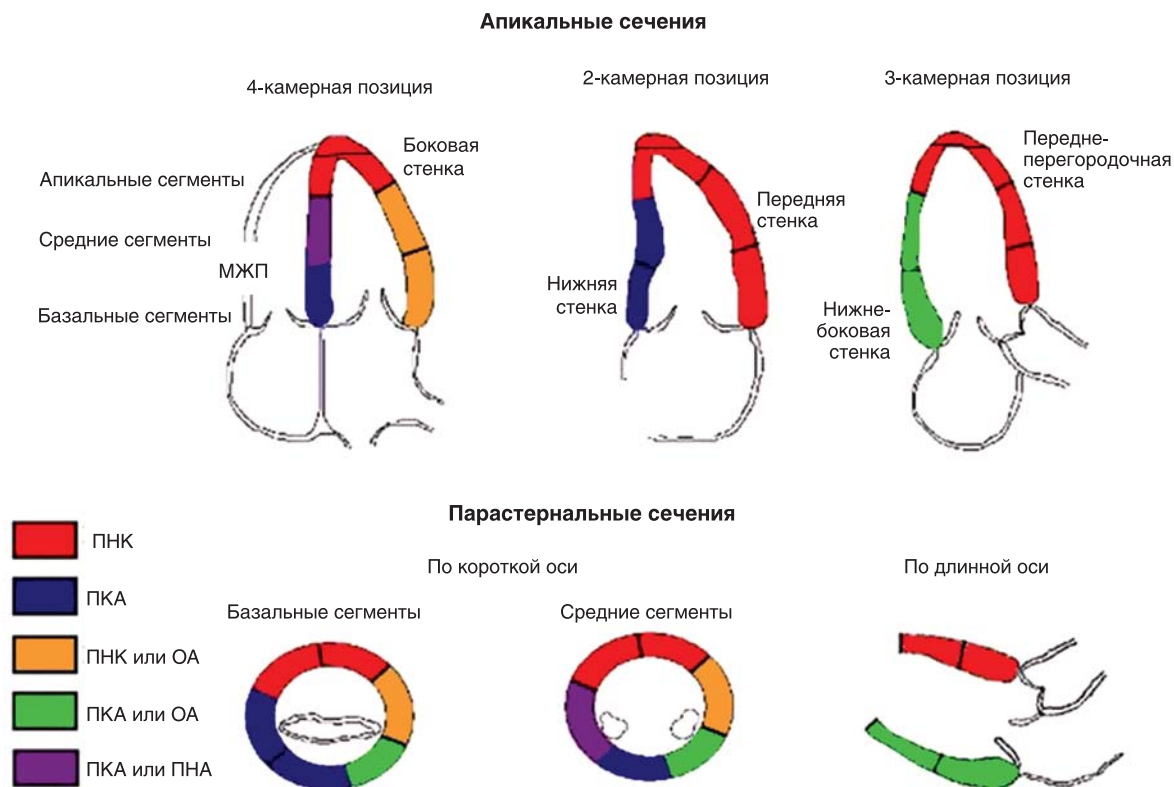 Апикальные сечения
4-камерная позиция
2-камерная позиция
3-камерная позиция
Боковая
стенка
Передне-
перегородочная
стенка
Апикальные сегменты
Передняя
стенка
Средние сегменты
МЖП
Нижняя
стенка
Базальные сегменты
Нижне-
боковая
стенка
Парастернальные сечения
ПНК
ПКА
ПНК или ОА
ПКА или ОА
ПКА или ПНА
По короткой оси
По длинной оси
Базальные сегменты
Средние сегменты